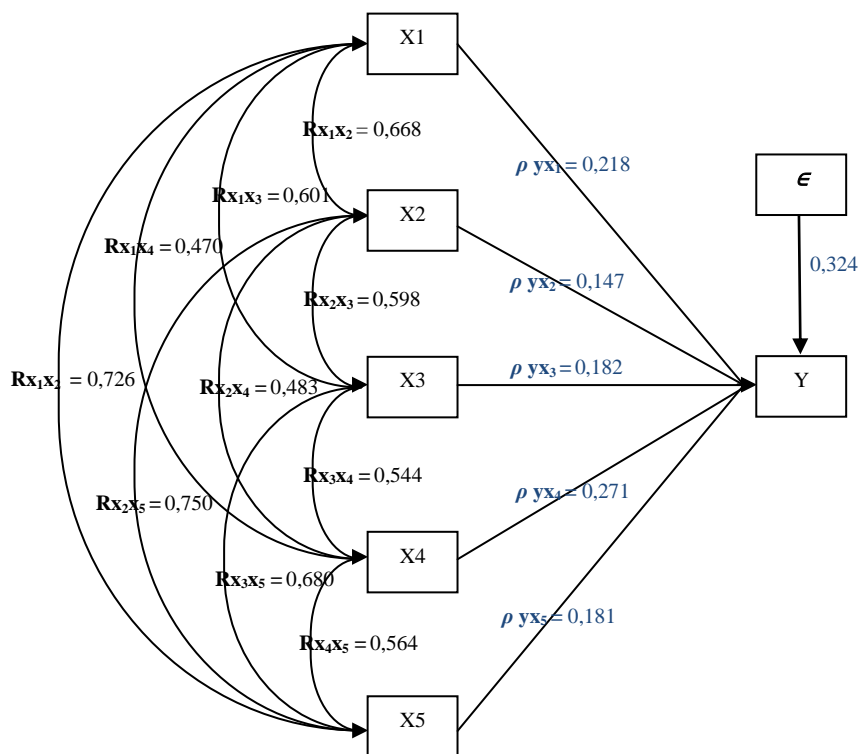 X1
Rx₁x₂ = 0,668
ρ yx₁ = 0,218
ϵ
Rx₁x₃ = 0,601
X2
Rx₁x₄ = 0,470
0,324
ρ yx₂ = 0,147
Rx₂x₃ = 0,598
ρ yx₃ = 0,182
Rx₁x₂ = 0,726
Rx₂x₄ = 0,483
X3
Y
Rx₃x₄ = 0,544
ρ yx₄ = 0,271
Rx₂x₅ = 0,750
X4
Rx₃x₅ = 0,680
ρ yx₅ = 0,181
Rx₄x₅ = 0,564
X5